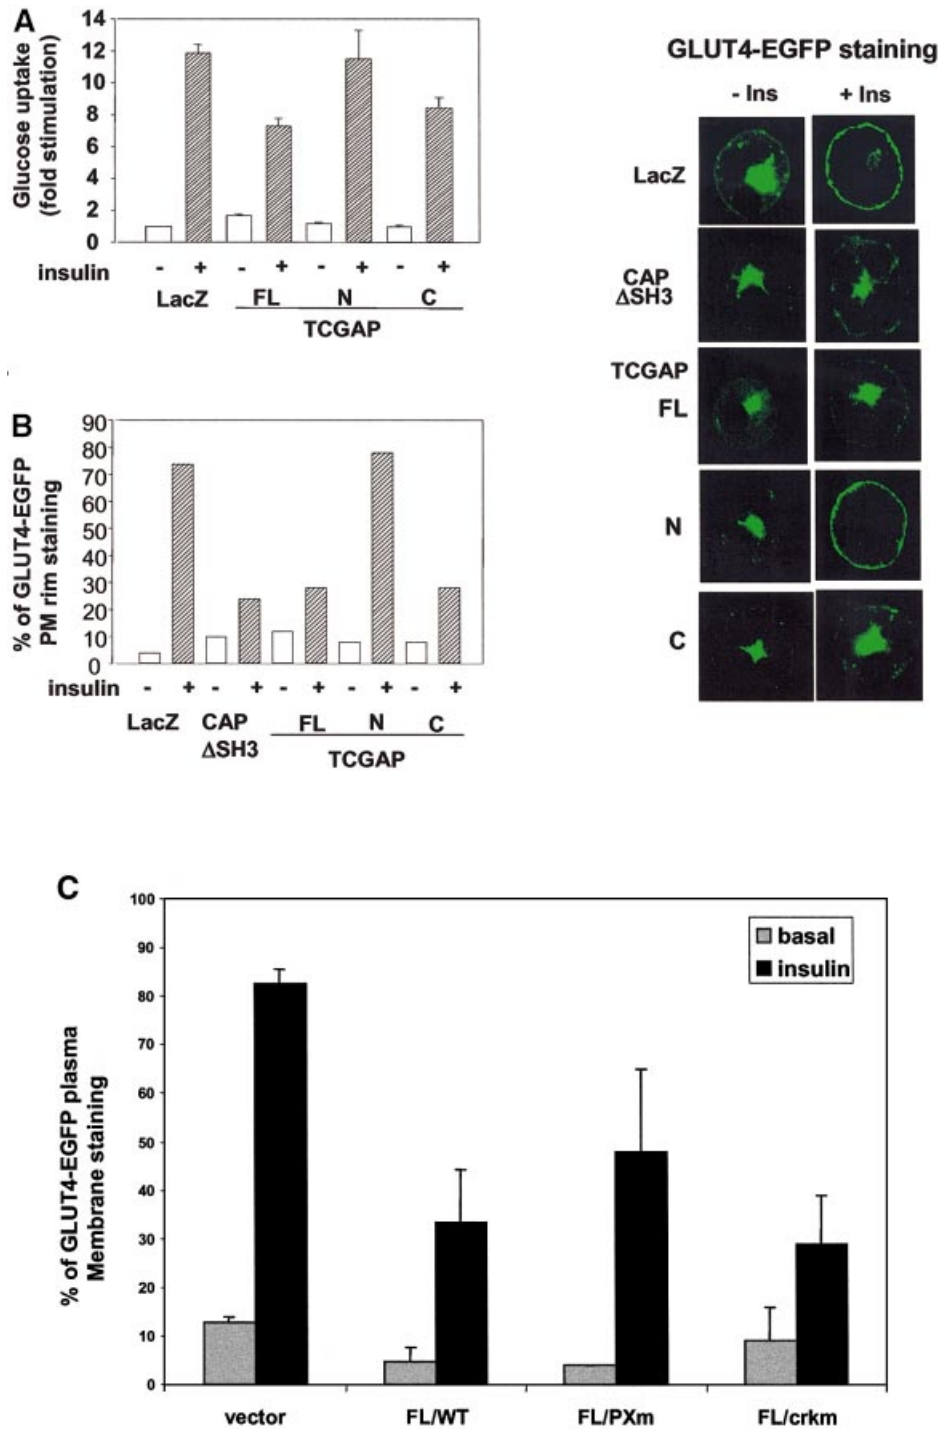 A
Glucose uptake
(fold stimulation)
14
12
10
8
6
4
2
0
insulin - + - + - + - +
LacZ FL N C
TCGAP
GLUT4-EGFP staining
- Ins + Ins
LacZ
CAP
ΔSH3
TCGAP
FL
N
C
B
% of GLUT4-EGFP
PM rim staining
90
80
70
60
50
40
30
20
10
0
insulin - + - + - + - + - +
LacZ CAP FL N C
ΔSH3
TCGAP
C
% of GLUT4-EGFP plasma
Membrane staining
100
90
80
70
60
50
40
30
20
10
0
basal
insulin
vector FL/WT FL/PXm FL/crkm